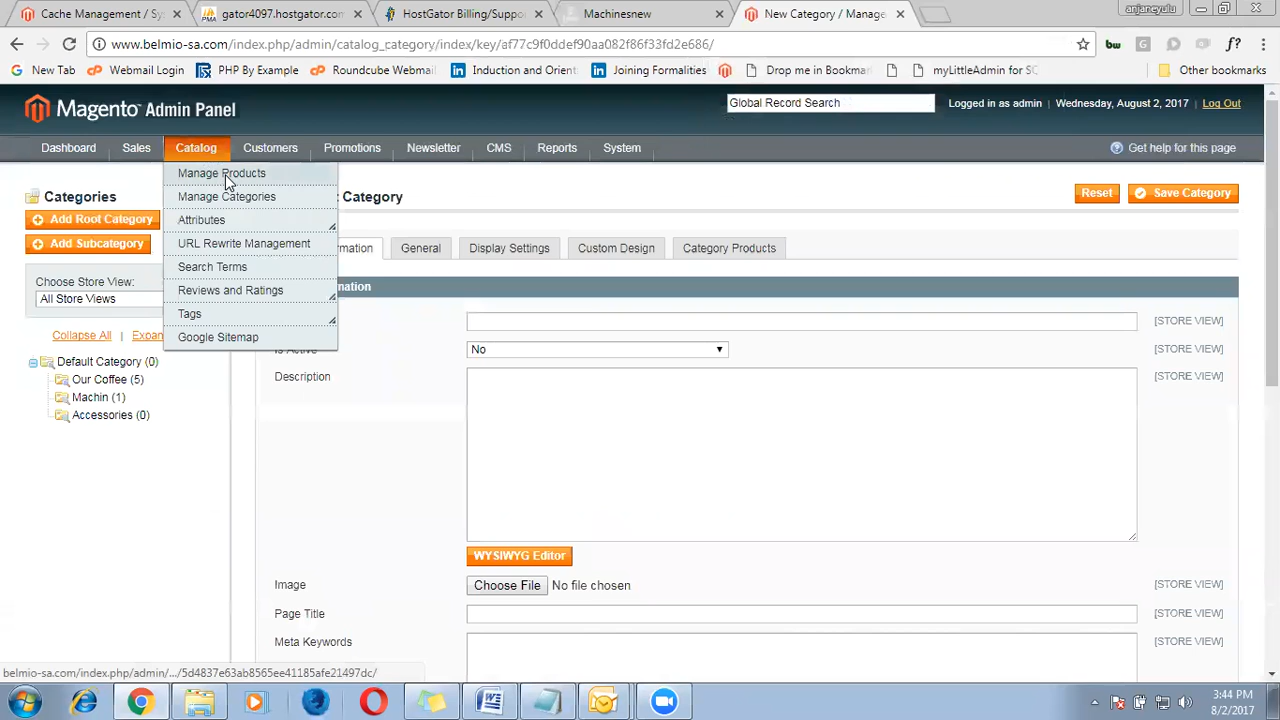 Cache Management / Sy
gator4097.hostgator.com
HostGator Billing/Suppo
Machinesnew
New Category / Manage
anjaneyulu
www.belmio-sa.com/index.php/admin/catalog_category/index/key/af77c9f0ddef90aa082f86f33fd2e686/
New Tab
Webmail Login
PHP By Example
Roundcube Webmail
Induction and Orient
Joining Formalities
Drop me in Bookmar
myLittleAdmin for SC
Other bookmarks
Magento Admin Panel
Global Record Search
Logged in as admin | Wednesday, August 2, 2017 | Log Out
Dashboard
Sales
Catalog
Customers
Promotions
Newsletter
CMS
Reports
System
Get help for this page
Manage Products
Manage Categories
Attributes
URL Rewrite Management
Search Terms
Reviews and Ratings
Tags
Google Sitemap
Categories
Add Root Category
Add Subcategory
Choose Store View:
All Store Views
Collapse All | Expan
Default Category (0)
Our Coffee (5)
Machin (1)
Accessories (0)
Category
Reset
Save Category
General
Display Settings
Custom Design
Category Products
[STORE VIEW]
No
[STORE VIEW]
Description
[STORE VIEW]
WYSIWYG Editor
Image
Choose File
No file chosen
[STORE VIEW]
Page Title
[STORE VIEW]
Meta Keywords
[STORE VIEW]
belmio-sa.com/index.php/admin/.../5d4837e63ab8565ee41185afe21497dc/
3:44 PM
8/2/2017